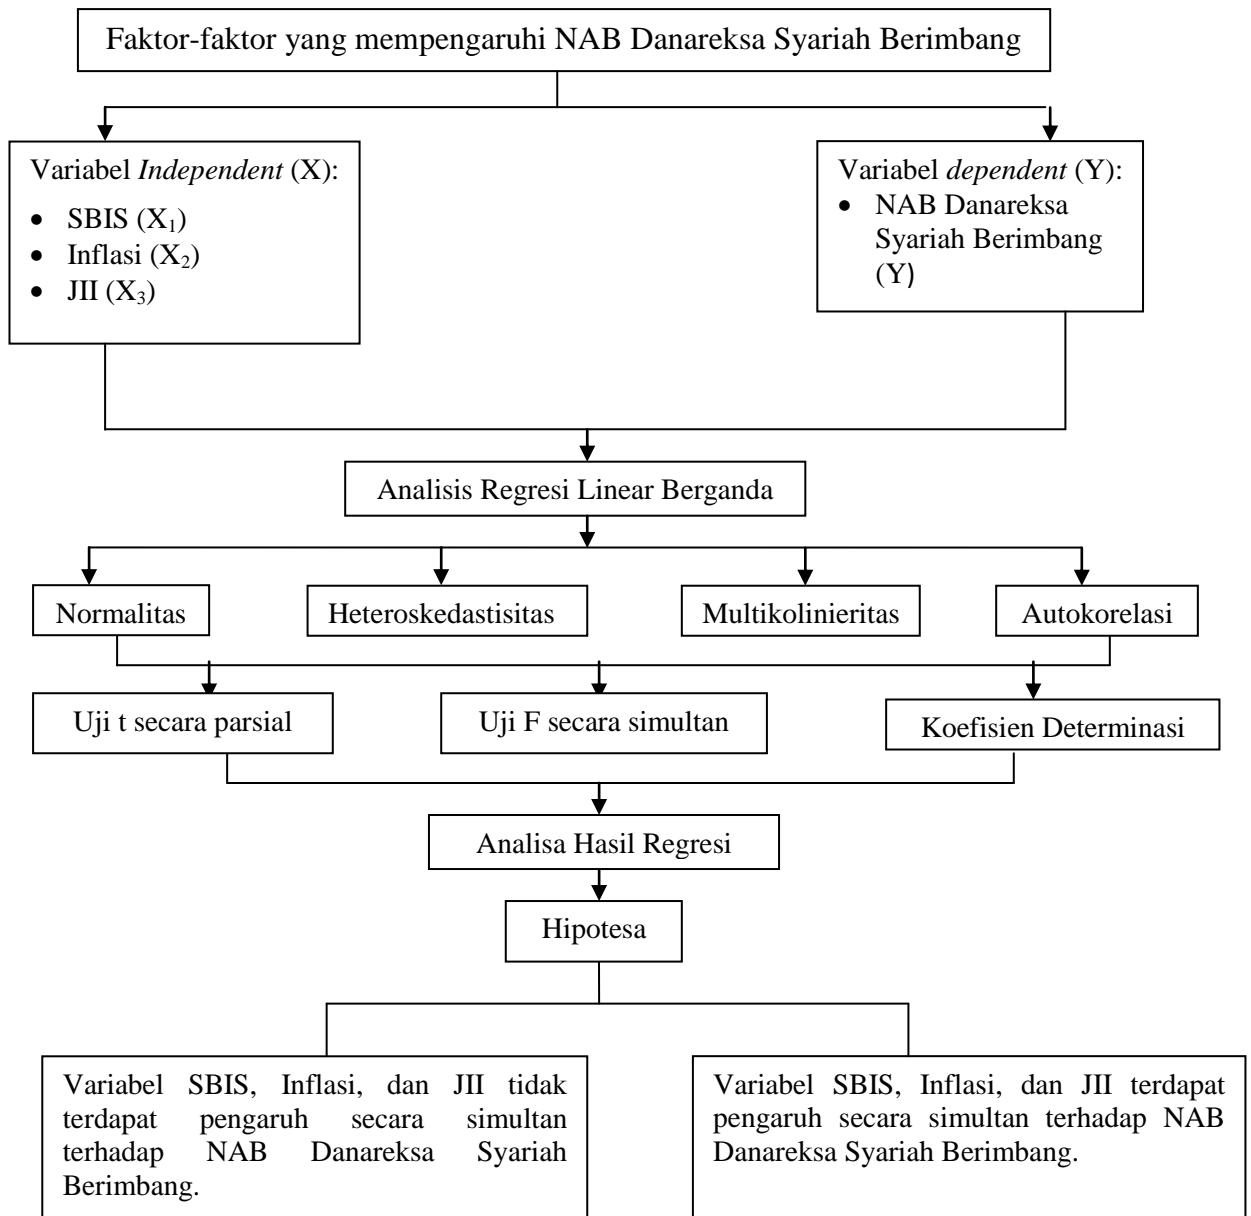 Faktor-faktor yang mempengaruhi NAB Danareksa Syariah Berimbang
Variabel Independent (X):
• SBIS (X₁)
• Inflasi (X₂)
• JII (X₃)
Variabel dependent (Y):
• NAB Danareksa
Syariah Berimbang
(Y)
Analisis Regresi Linear Berganda
Normalitas
Heteroskedastisitas
Multikolinieritas
Autokorelasi
Uji t secara parsial
Uji F secara simultan
Koefisien Determinasi
Analisa Hasil Regresi
Hipotesa
Variabel SBIS, Inflasi, dan JII tidak
terdapat pengaruh secara simultan
terhadap NAB Danareksa Syariah
Berimbang.
Variabel SBIS, Inflasi, dan JII terdapat
pengaruh secara simultan terhadap NAB
Danareksa Syariah Berimbang.